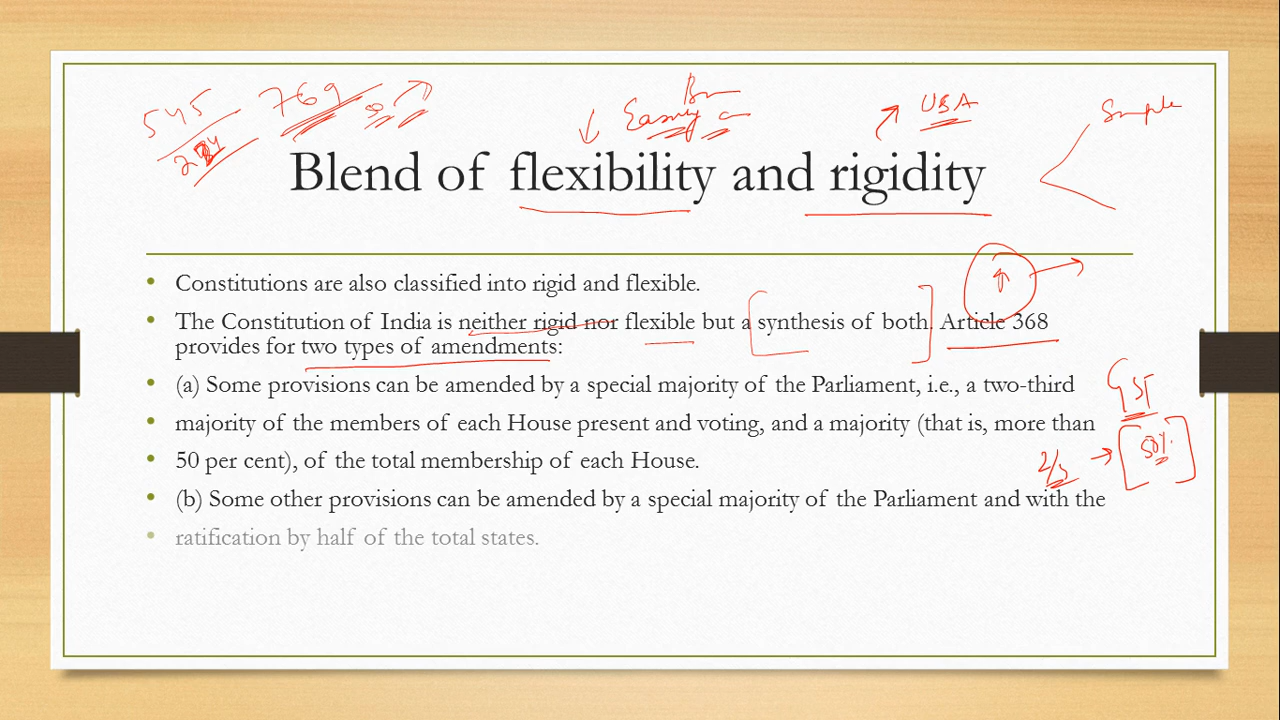 545 769
Easily
USA
Simple
Blend of flexibility and rigidity
• Constitutions are also classified into rigid and flexible.
• The Constitution of India is neither rigid nor flexible but a synthesis of both. Article 368
provides for two types of amendments:
• (a) Some provisions can be amended by a special majority of the Parliament, i.e., a two-third
GST
• majority of the members of each House present and voting, and a majority (that is, more than
50%
• 50 per cent), of the total membership of each House.
2/3
• (b) Some other provisions can be amended by a special majority of the Parliament and with the
• ratification by half of the total states.